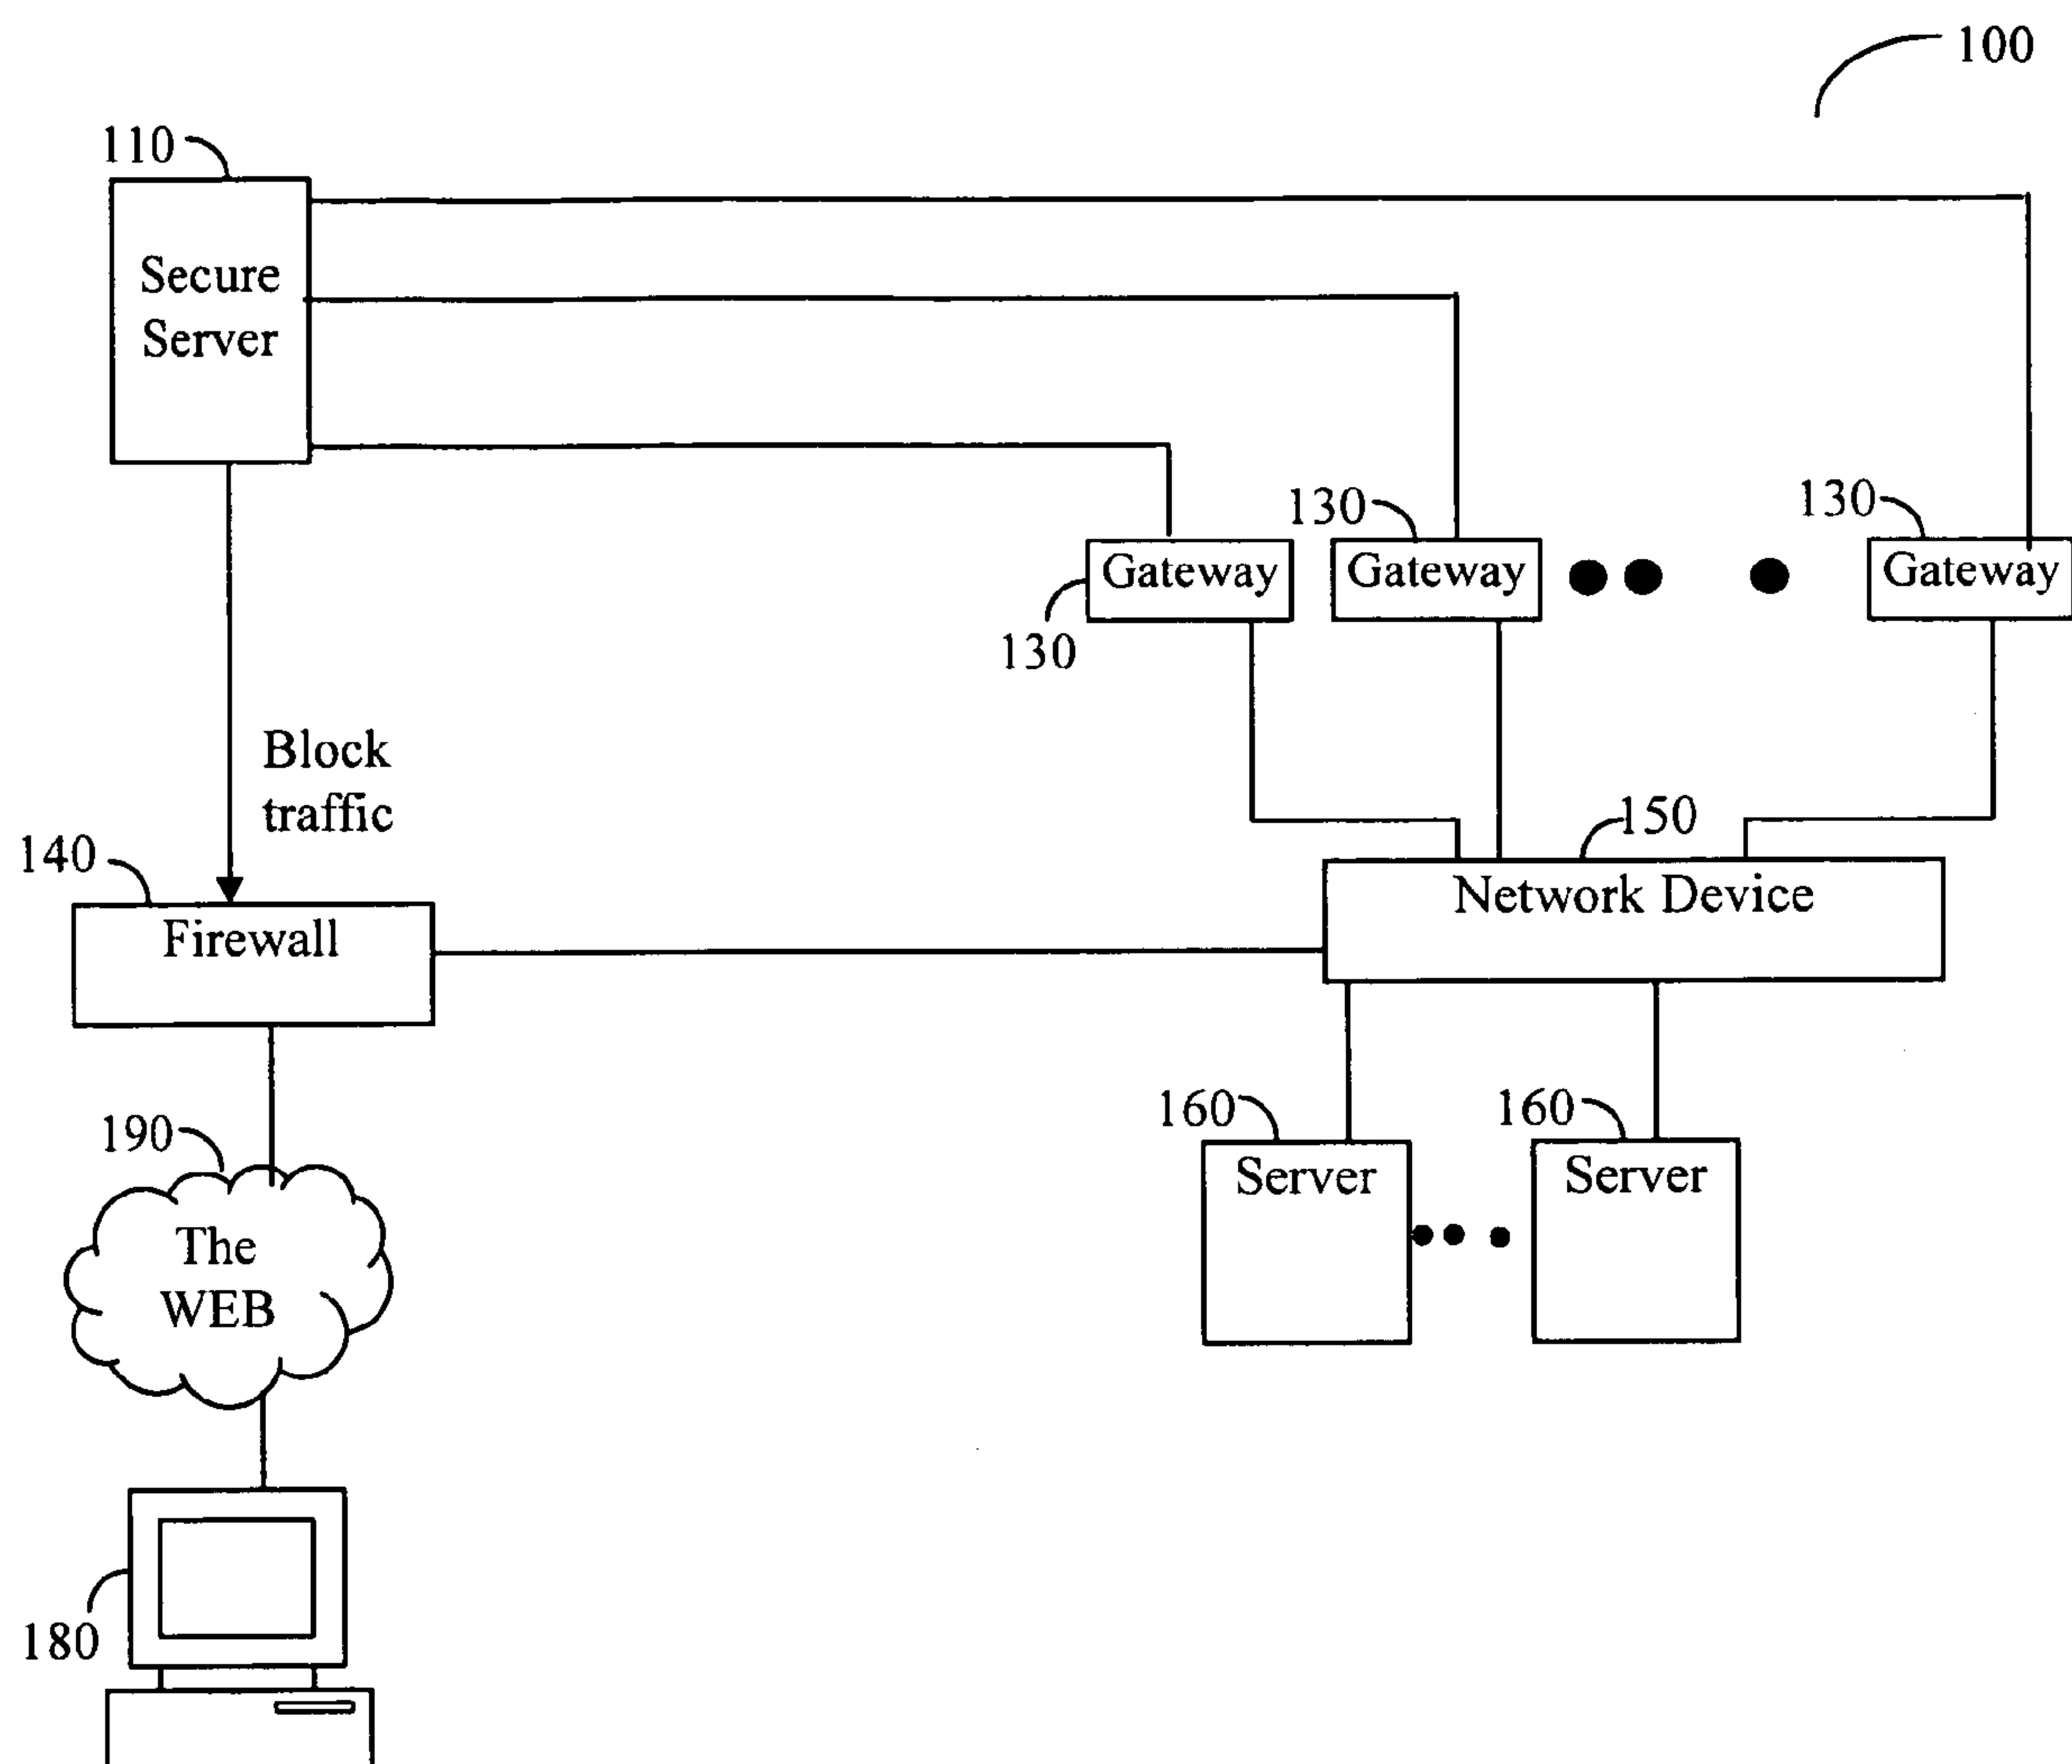 100
110
Secure
Server
130
130
Gateway
Gateway
Gateway
130
Block
traffic
150
140
Network Device
Firewall
160
160
190
Server
Server
The
WEB
180